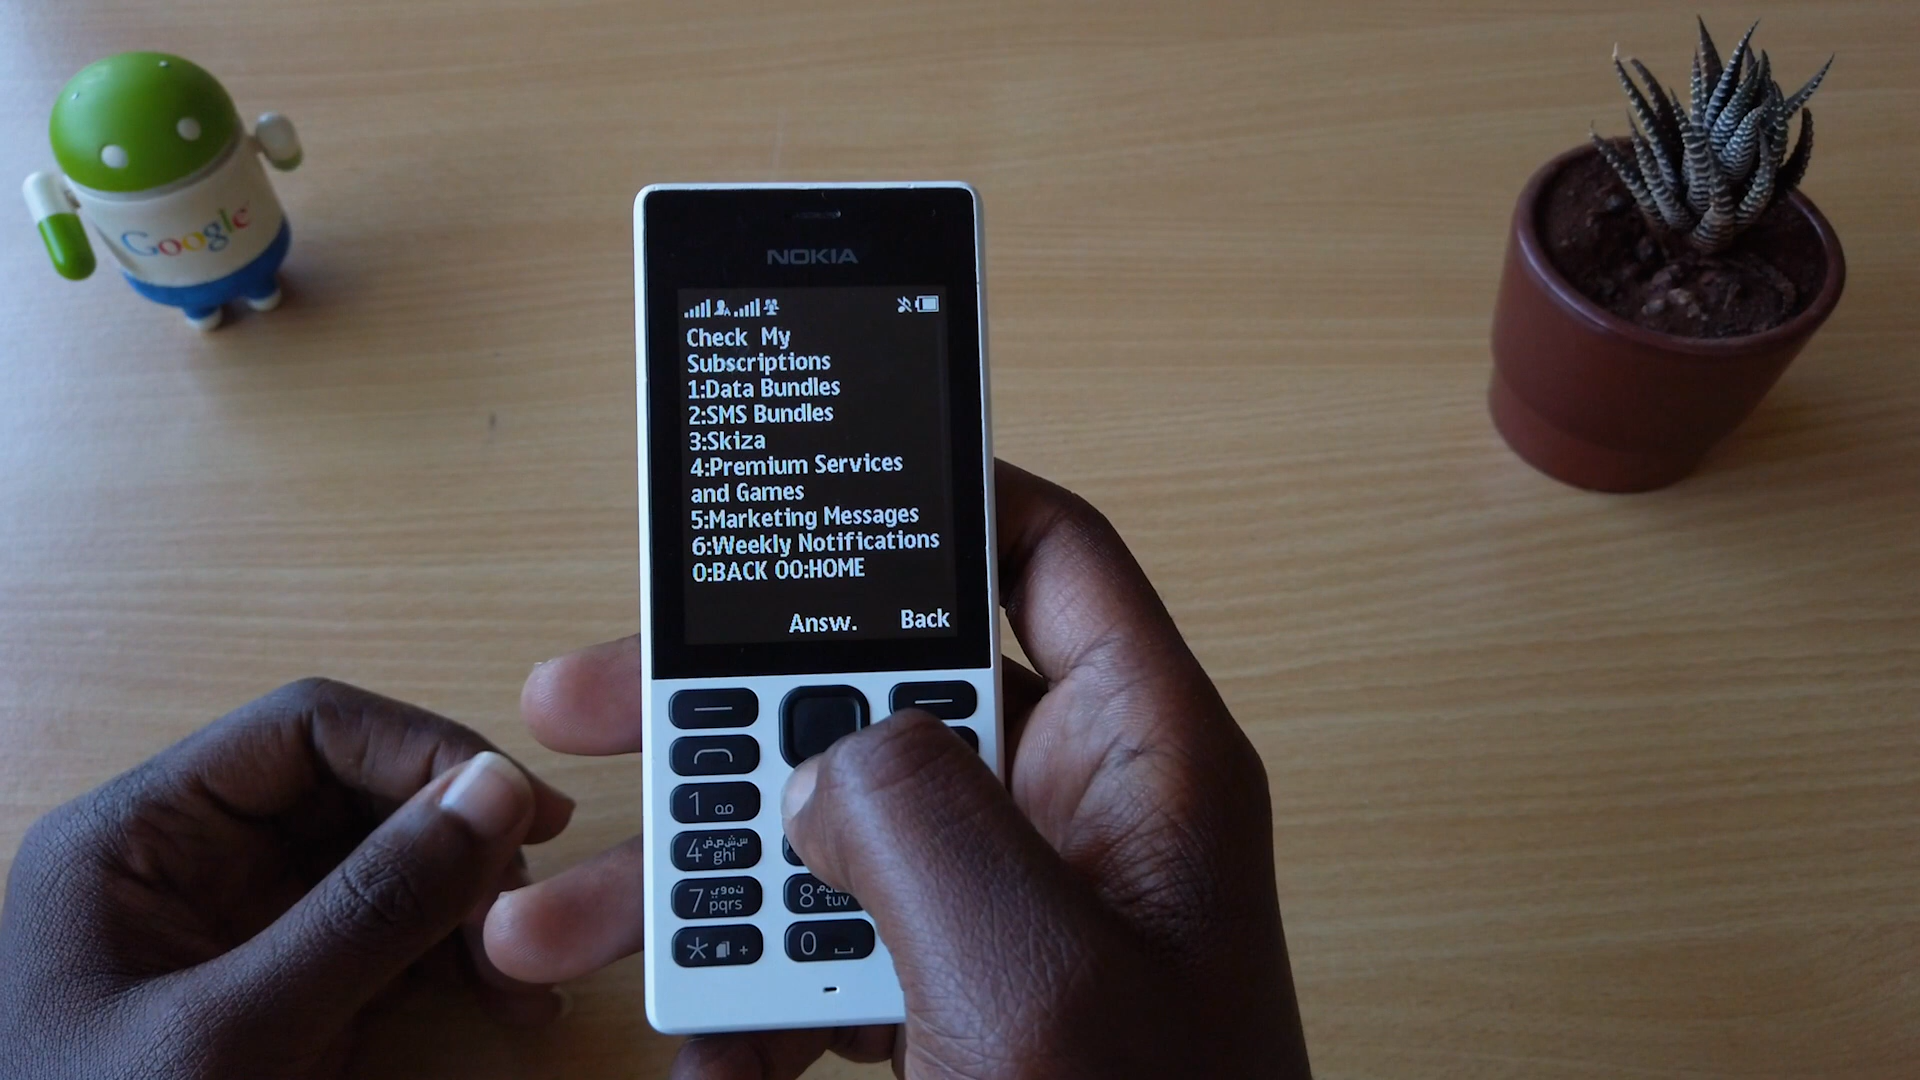 Google
NOKIA
Check My
Subscriptions
1:Data Bundles
2:SMS Bundles
3:Skiza
4:Premium Services
and Games
5:Marketing Messages
6:Weekly Notifications
0:BACK 00:HOME
Answ. Back
1
4 ghi
7 pqrs
8 tuv
* +
0